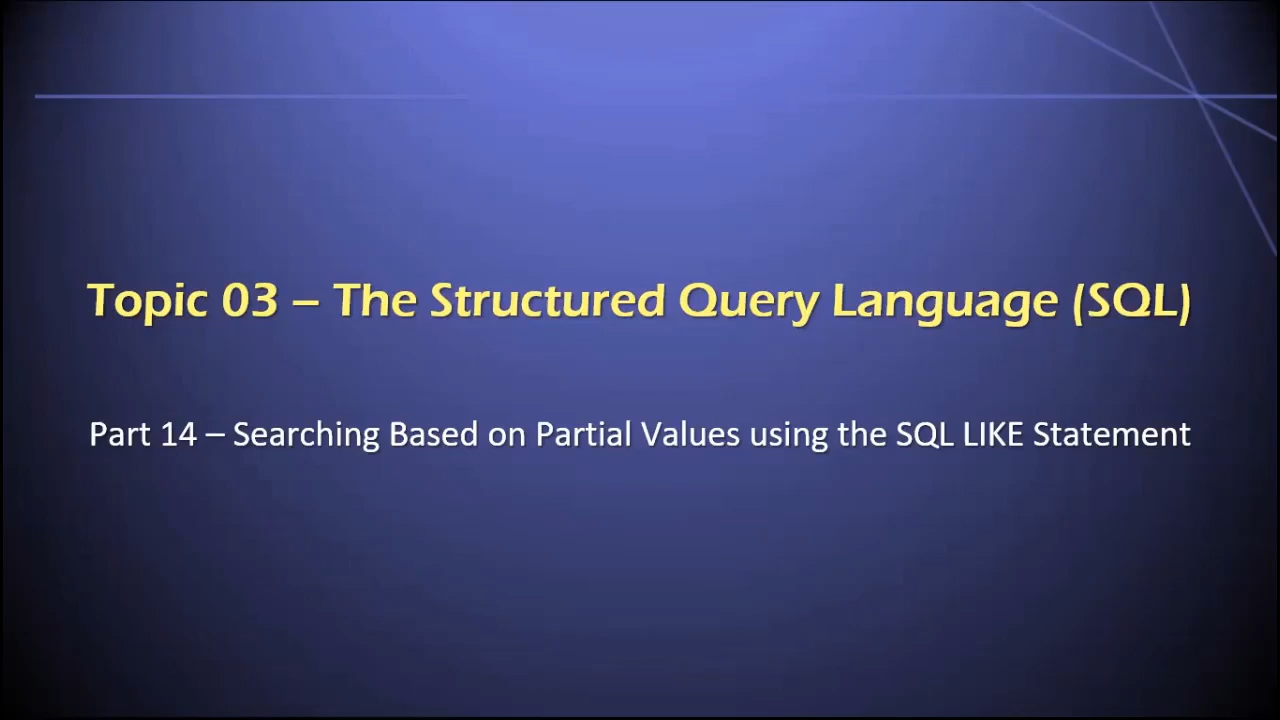 Topic 03 – The Structured Query Language (SQL)
Part 14 – Searching Based on Partial Values using the SQL LIKE Statement